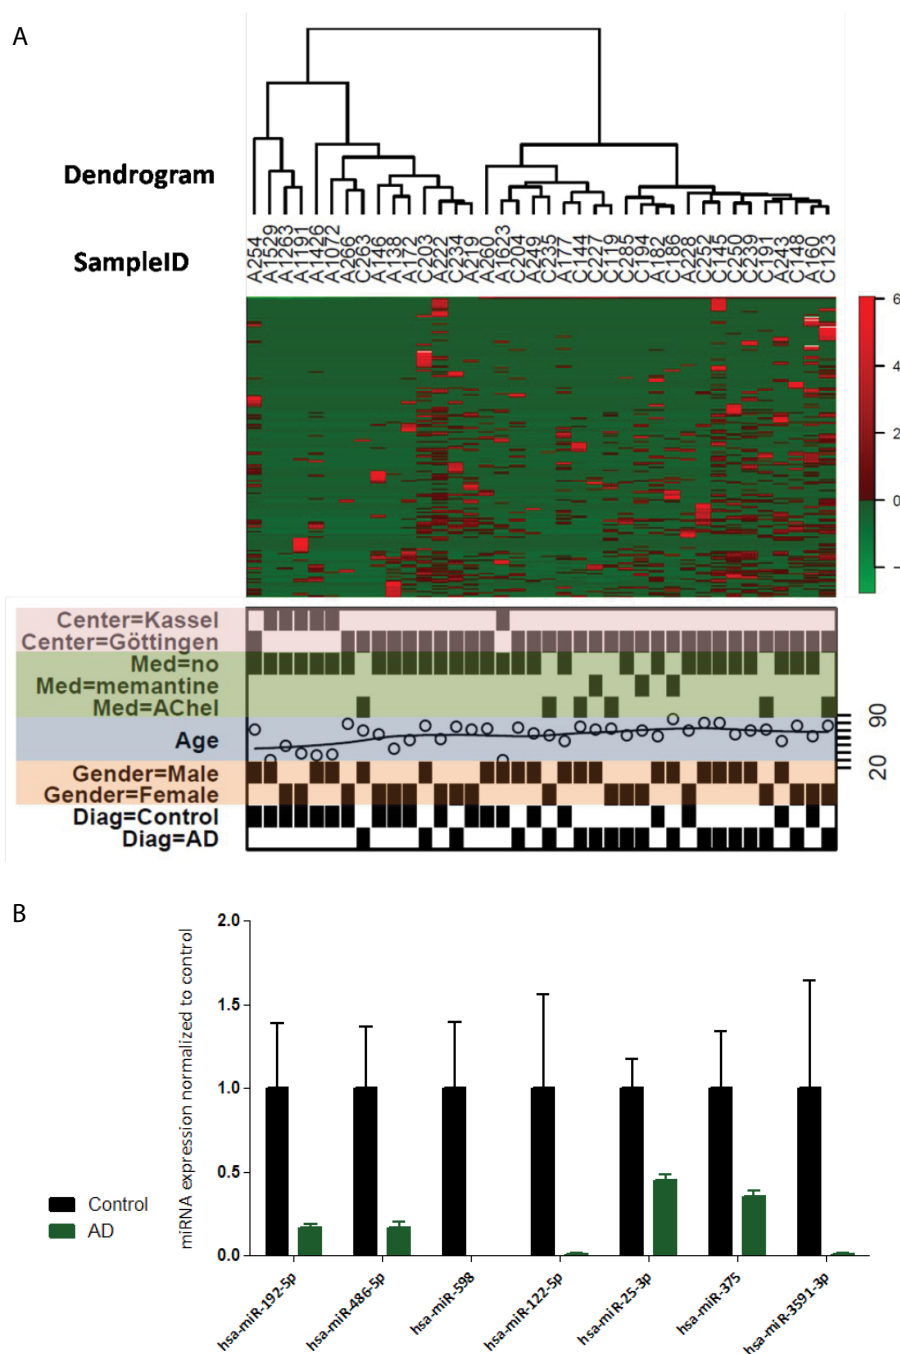 A
Dendrogram
SampleID
A254
A1529
A1263
A1191
A1426
A1072
A266
C263
A146
A138
A172
C203
A222
C234
A219
A260
A1623
C204
A249
C235
A177
C144
C227
C119
C285
C194
A182
C186
A228
C252
C145
C250
C239
C191
A243
C148
A160
C123
6
4
2
0
–
Center=Kassel
Center=Göttingen
Med=no
Med=memantine
Med=ACheI
Age
90
20
Gender=Male
Gender=Female
Diag=Control
Diag=AD
B
miRNA expression normalized to control
2.0
1.5
1.0
0.5
0.0
Control
AD
hsa-miR-192-5p
hsa-miR-486-5p
hsa-miR-598
hsa-miR-122-5p
hsa-miR-25-3p
hsa-miR-375
hsa-miR-3591-3p